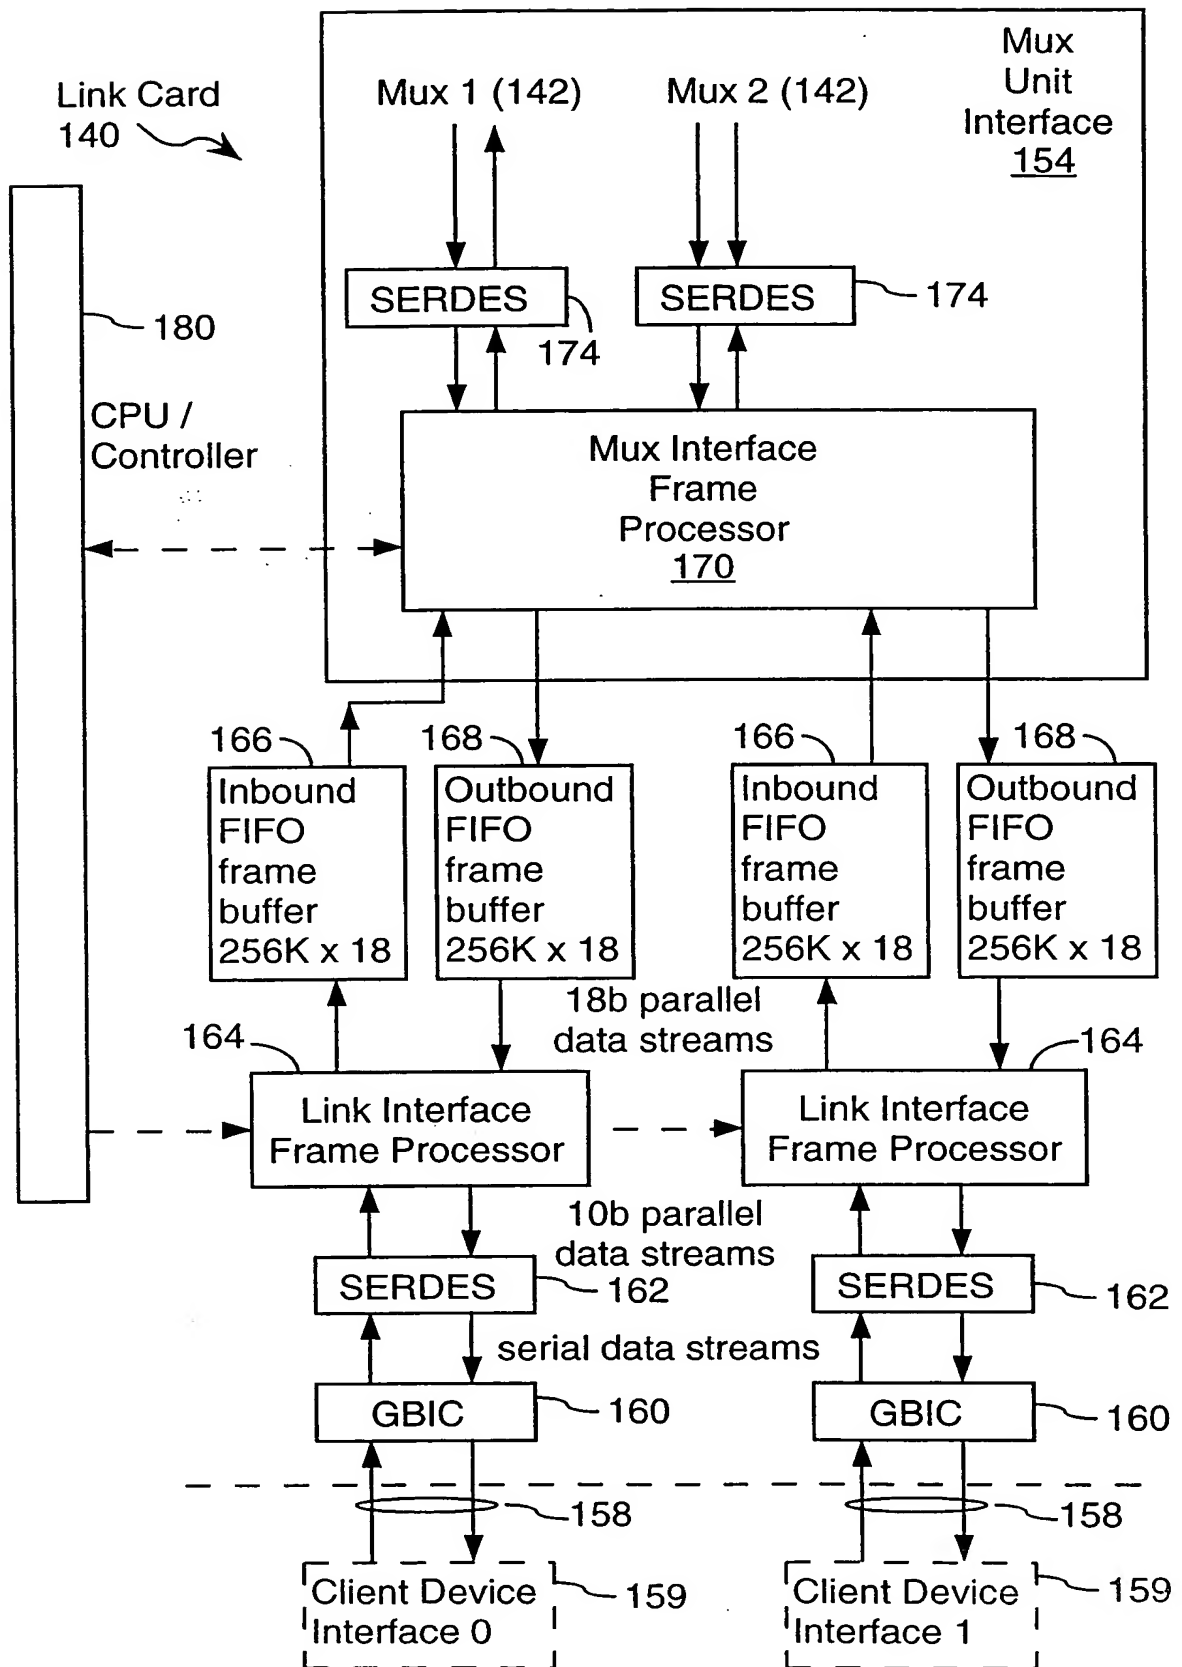 Mux
Unit
Interface
154
Link Card
140
Mux 1 (142)
Mux 2 (142)
SERDES
174
SERDES
174
180
CPU /
Controller
Mux Interface
Frame
Processor
170
166
Inbound
FIFO
frame
buffer
256K x 18
168
Outbound
FIFO
frame
buffer
256K x 18
166
Inbound
FIFO
frame
buffer
256K x 18
168
Outbound
FIFO
frame
buffer
256K x 18
18b parallel
data streams
164
Link Interface
Frame Processor
164
Link Interface
Frame Processor
10b parallel
data streams
SERDES
162
SERDES
162
serial data streams
GBIC
160
GBIC
160
158
158
Client Device
Interface 0
159
Client Device
Interface 1
159